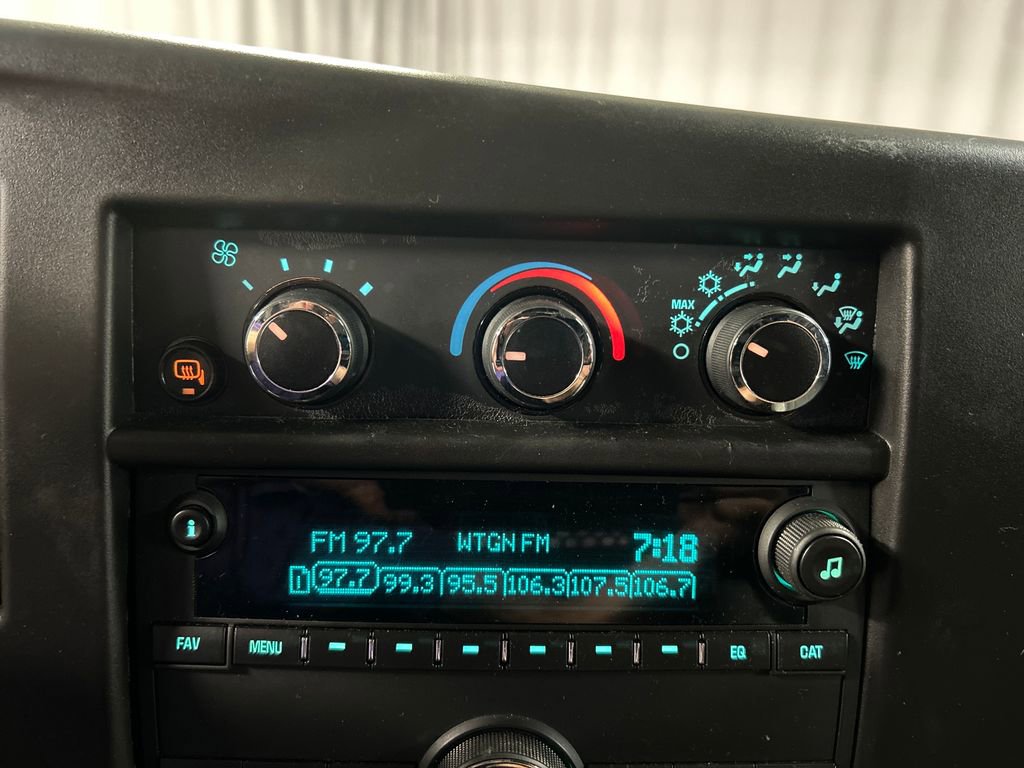 MAX
FM 97.7 WTGN FM 7:18
1 97.7 99.3 95.5 106.3 107.5 106.7
i
FAV MENU EQ CAT